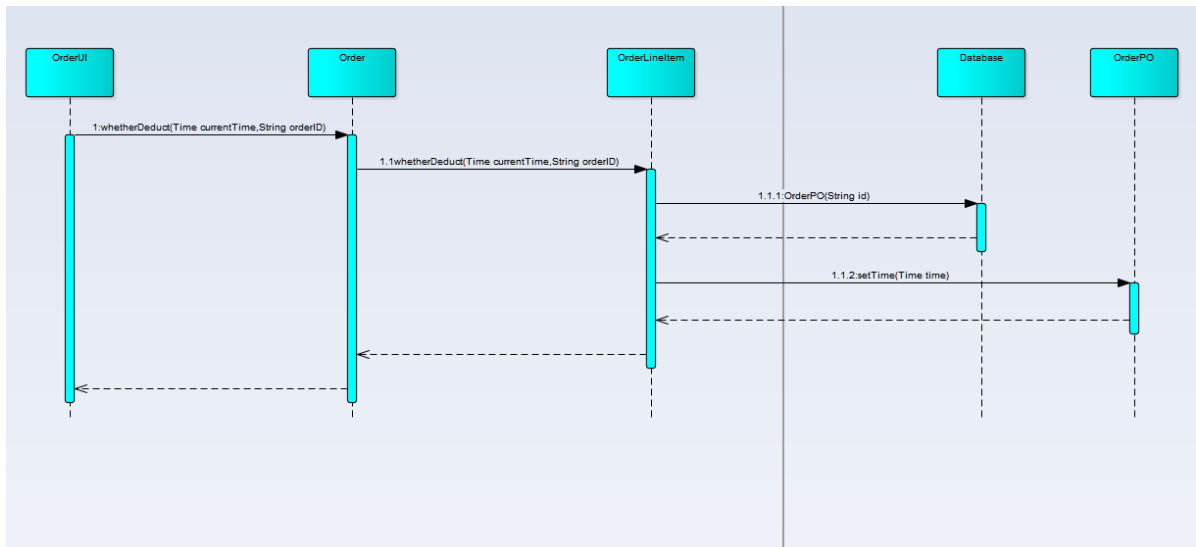 OrderUI
Order
OrderLineItem
Database
OrderPO
1:whetherDeduct(Time currentTime,String orderID)
1.1whetherDeduct(Time currentTime,String orderID)
1.1.1:OrderPO(String id)
1.1.2:setTime(Time time)